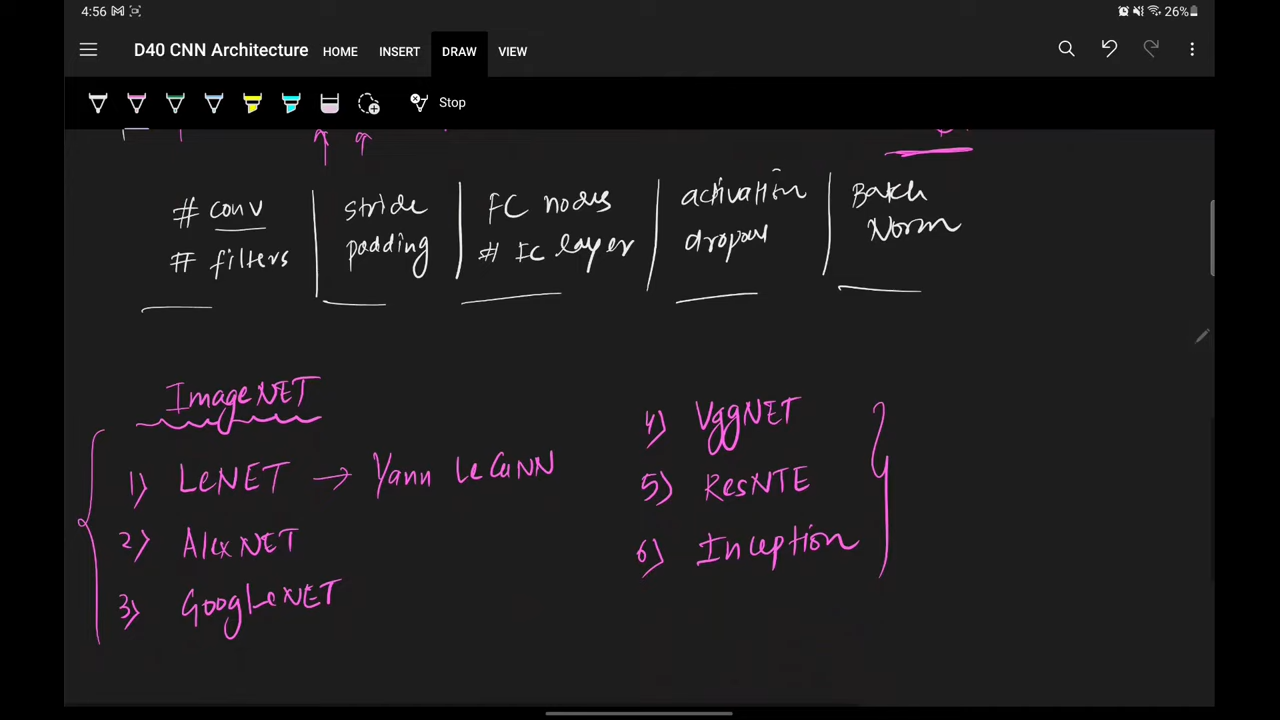 4:56 26%
D40 CNN Architecture HOME INSERT DRAW VIEW
Stop
# conv
# filters
stride
padding
FC nodes
# FC layer
activation
dropout
Batch
Norm
ImageNET
1) LeNET → Yann LeCuNN
2) AlexNET
3) GoogLeNET
4) VggNET
5) ResNTE
6) Inception